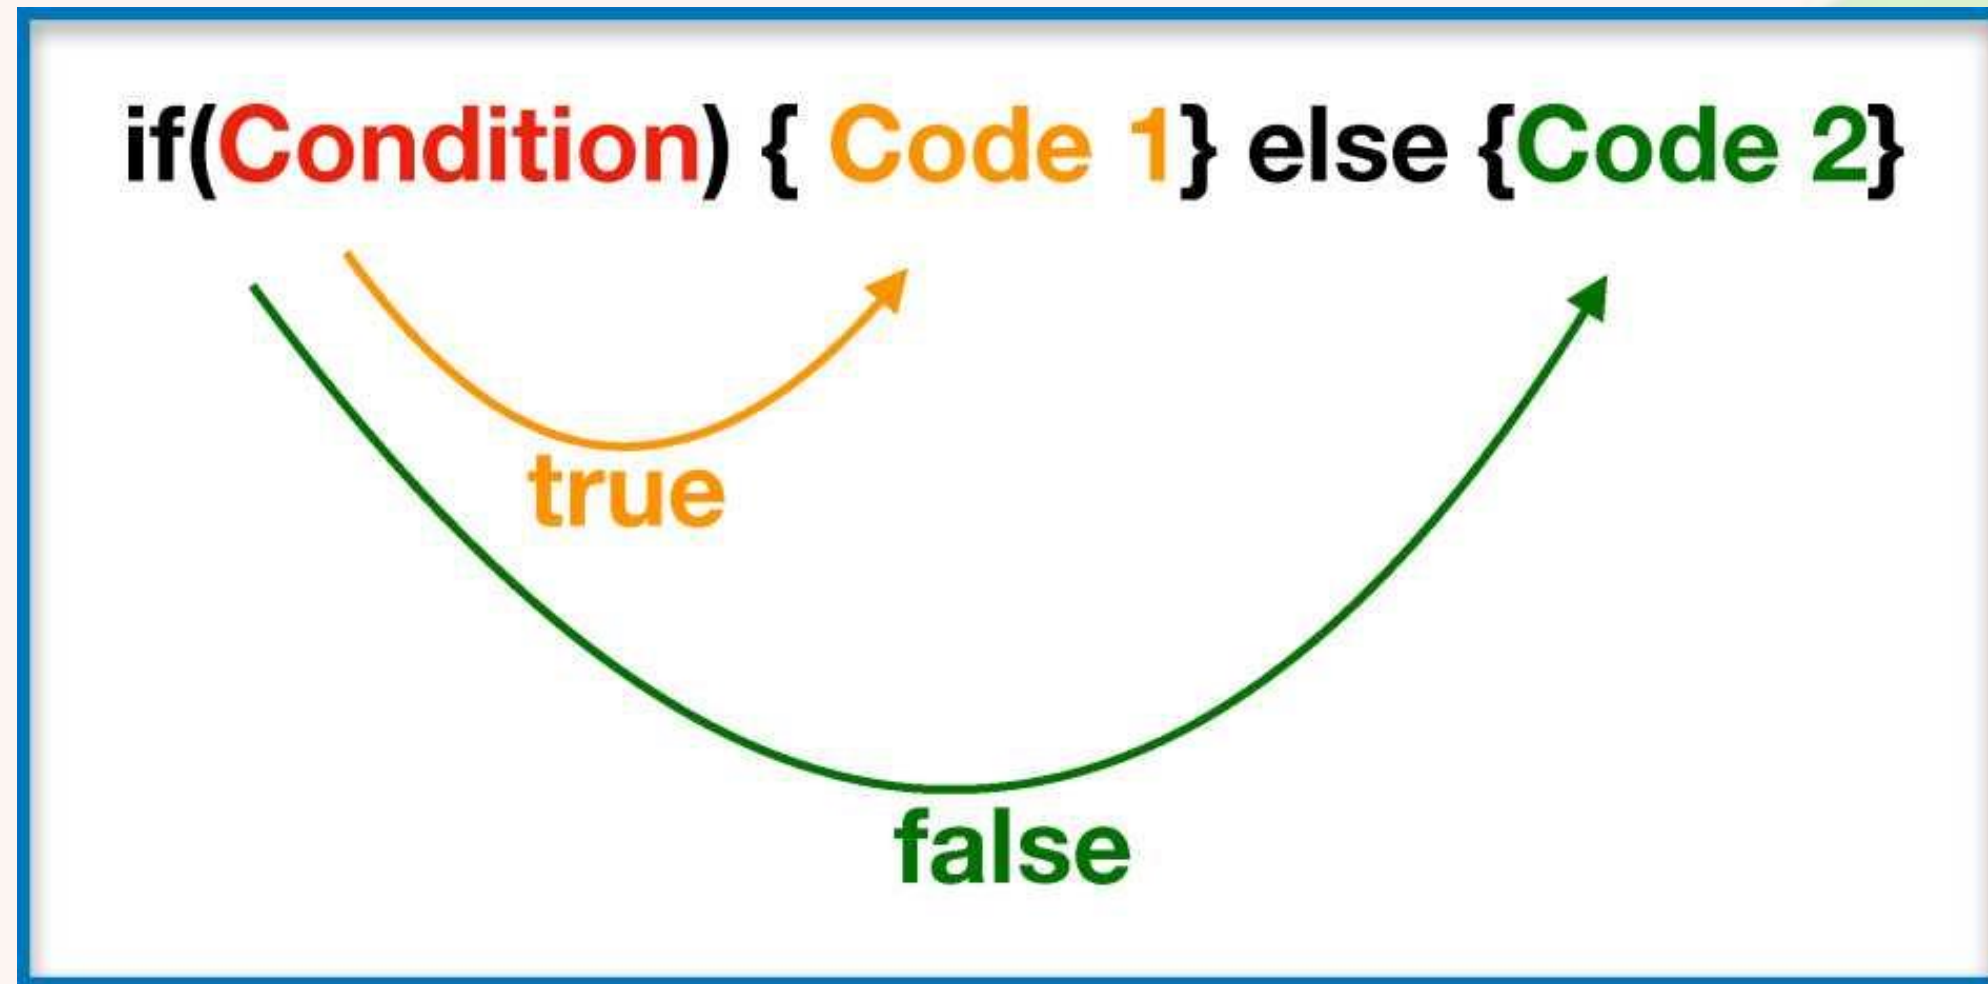 if(Condition) { Code 1} else {Code 2}
true
false